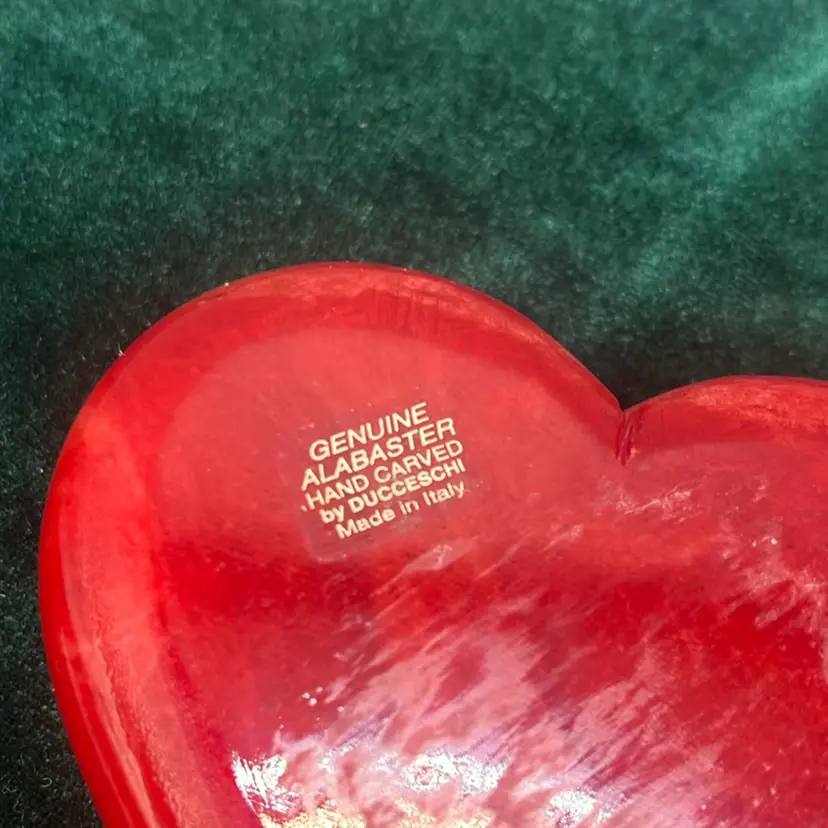 GENUINE
ALABASTER
HAND CARVED
by DUCCESCHI
Made in Italy